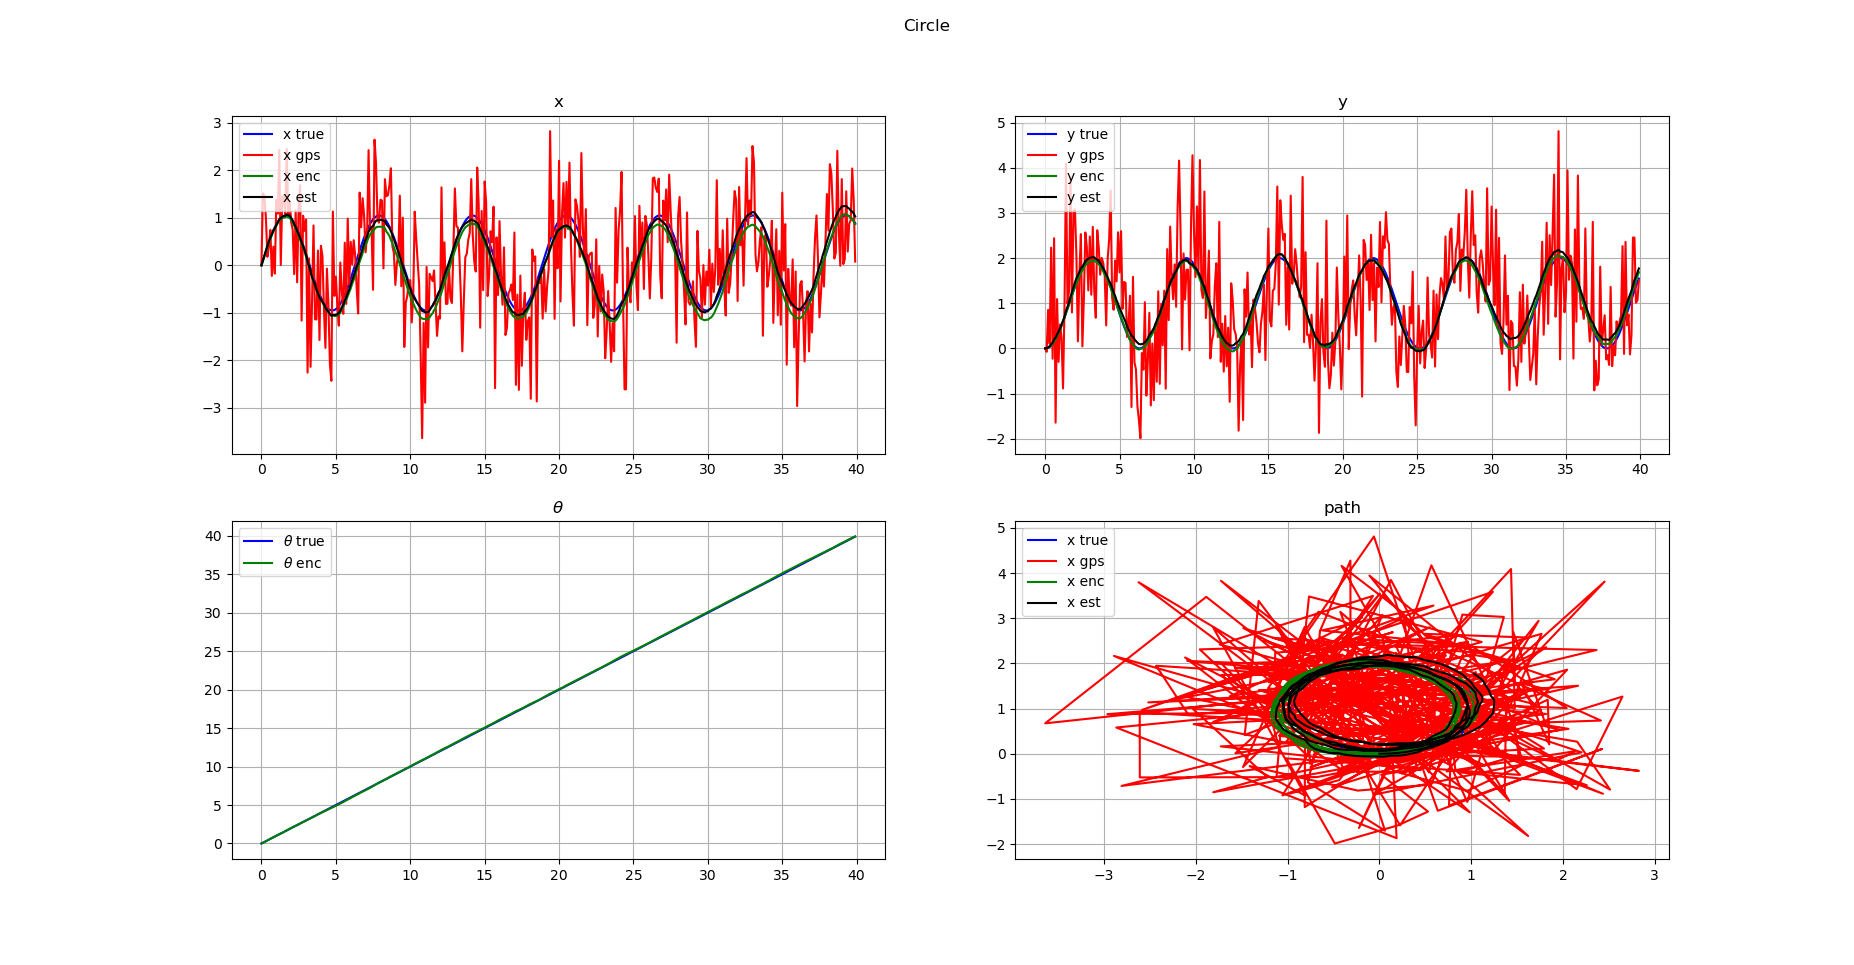 Circle
x
x true
x gps
x enc
x est
3
2
1
0
−1
−2
−3
0 5 10 15 20 25 30 35 40
y
y true
y gps
y enc
y est
5
4
3
2
1
0
−1
−2
0 5 10 15 20 25 30 35 40
θ
θ true
θ enc
40
35
30
25
20
15
10
5
0
0 5 10 15 20 25 30 35 40
path
x true
x gps
x enc
x est
5
4
3
2
1
0
−1
−2
−3 −2 −1 0 1 2 3